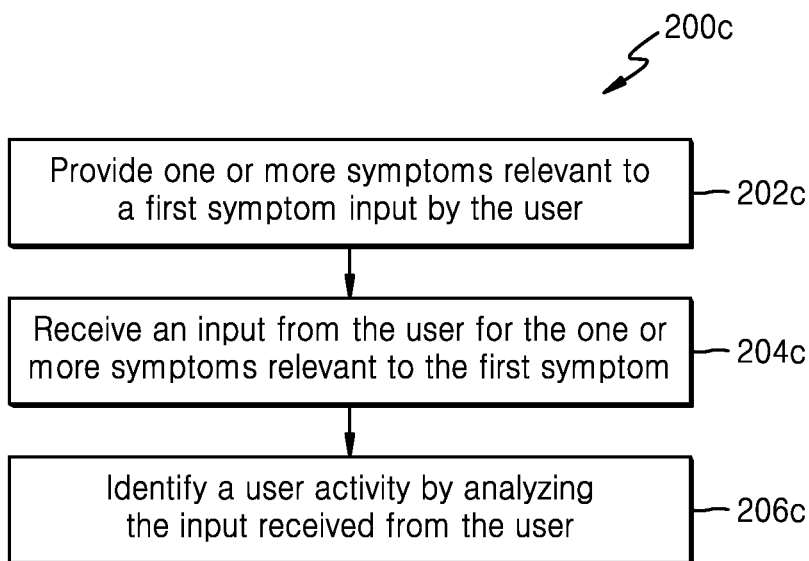 200c
Provide one or more symptoms relevant to
a first symptom input by the user
202c
Receive an input from the user for the one or
more symptoms relevant to the first symptom
204c
Identify a user activity by analyzing
the input received from the user
206c